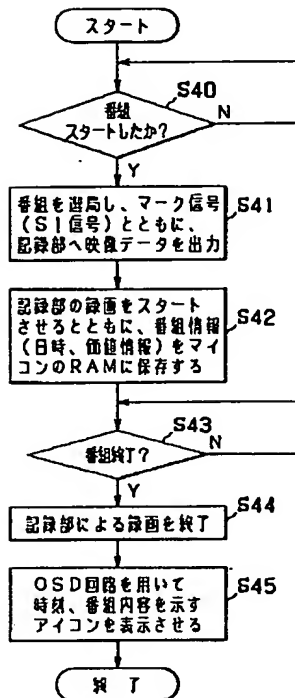 スタート
S40
番組
スタートしたか?
N
Y
番組を選局し、マーク信号
(S1信号)とともに、
記録部へ映像データを出力
S41
記録部の録画をスタート
させるとともに、番組情報
(日時、価値情報)をマイ
コンのRAMに保存する
S42
S43
番組終了?
N
Y
記録部による録画を終了
S44
OSD回路を用いて
時刻、番組内容を示す
アイコンを表示させる
S45
終了